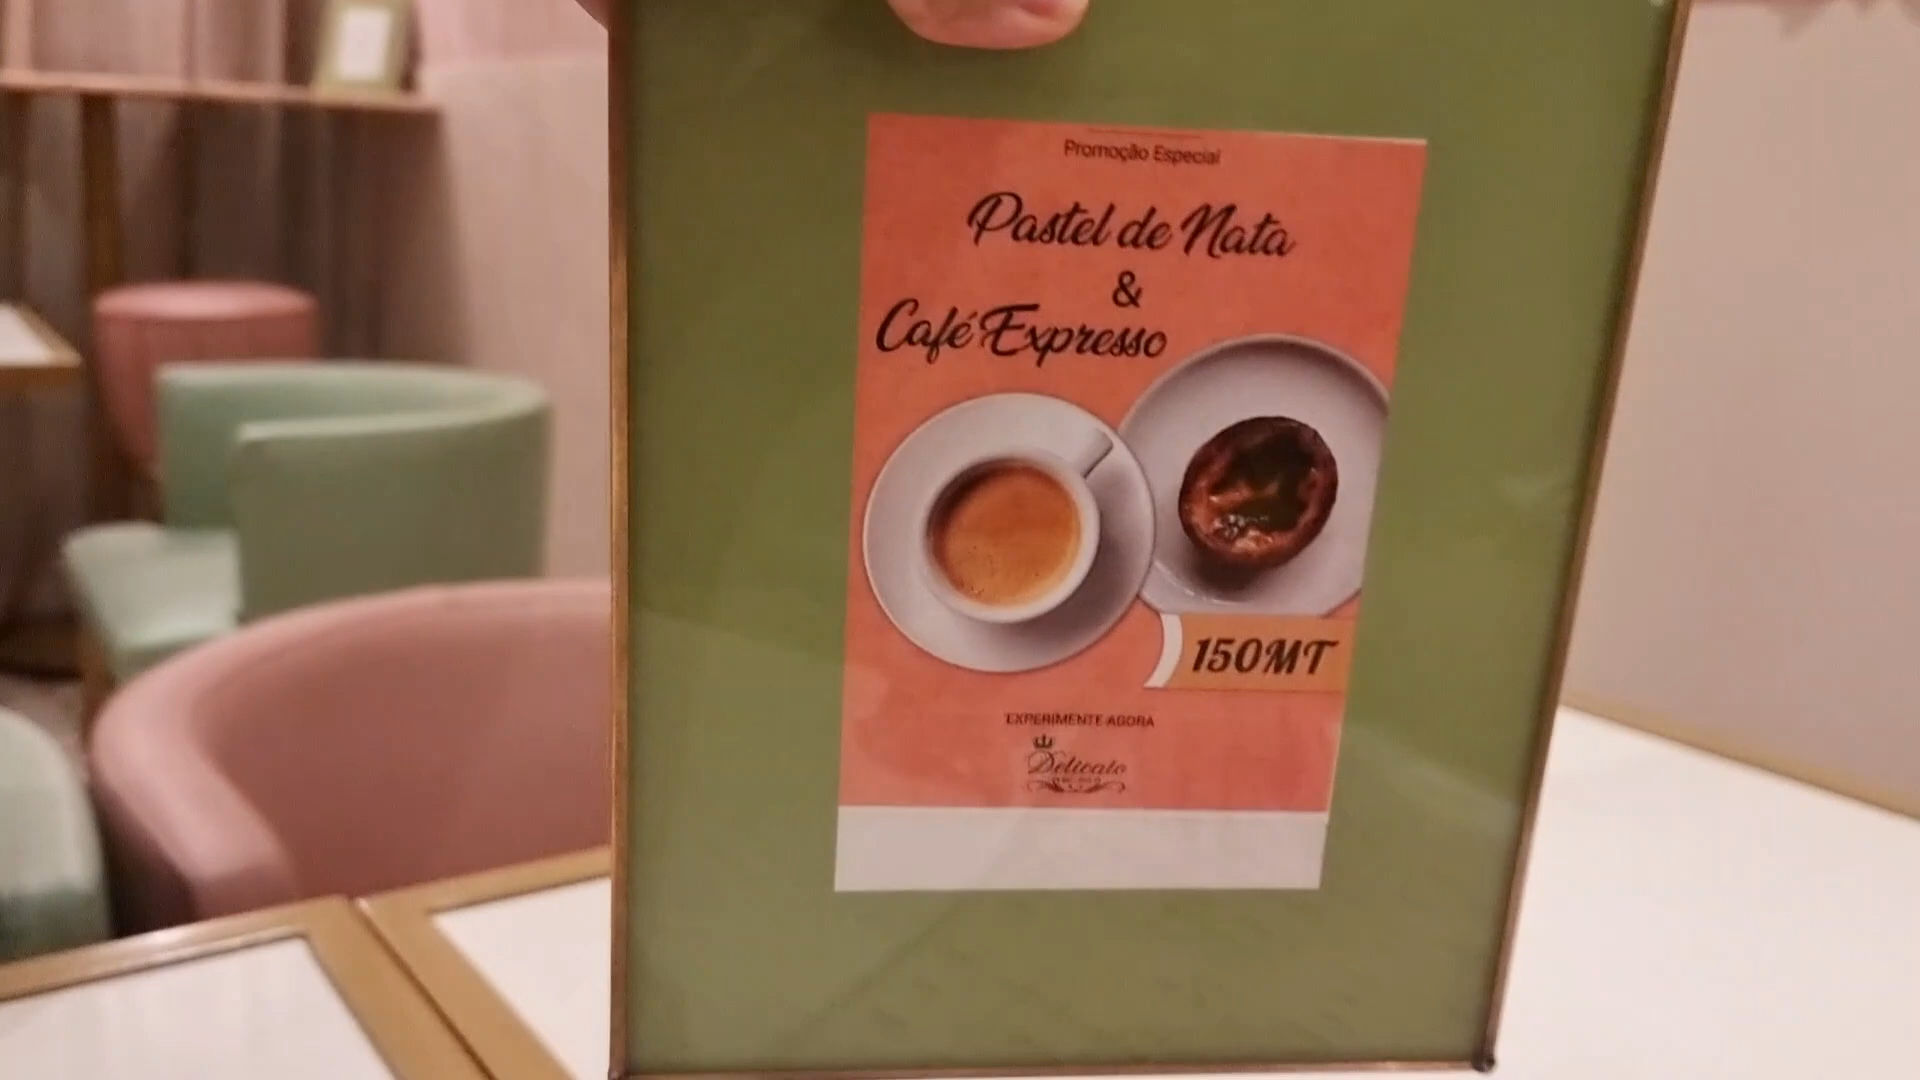 Promoção Especial
Pastel de Nata
&
Café Expresso
150MT
EXPERIMENTE AGORA
Delicato